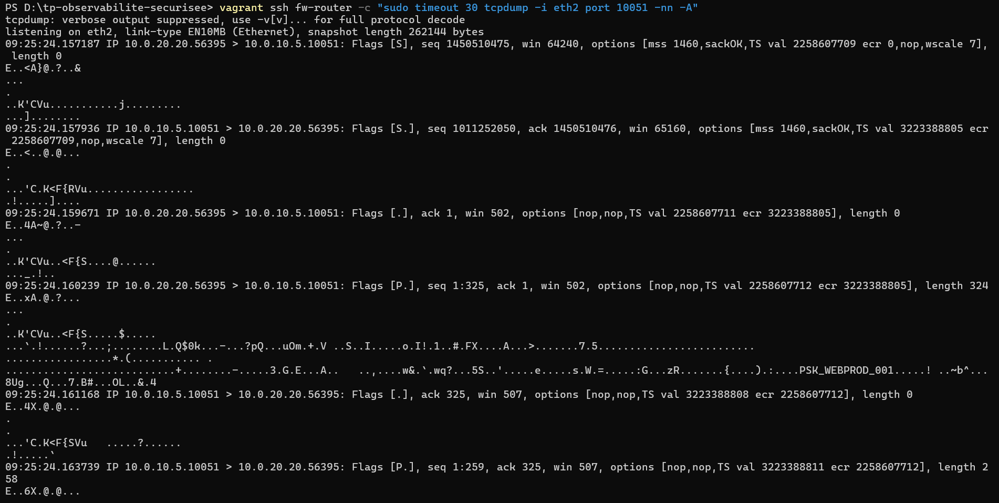 PS D:\tp-observabilite-securisee> vagrant ssh fw-router -c "sudo timeout 30 tcpdump -i eth2 port 10051 -nn -A"
tcpdump: verbose output suppressed, use -v[v]... for full protocol decode
listening on eth2, link-type EN10MB (Ethernet), snapshot length 262144 bytes
09:25:24.157187 IP 10.0.20.20.56395 > 10.0.10.5.10051: Flags [S], seq 1450510475, win 64240, options [mss 1460,sackOK,TS val 2258607709 ecr 0,nop,wscale 7],
 length 0
E..<A}@.?..&
...
.
..K'CVu...........j.........
...]........
09:25:24.157936 IP 10.0.10.5.10051 > 10.0.20.20.56395: Flags [S.], seq 1011252050, ack 1450510476, win 65160, options [mss 1460,sackOK,TS val 3223388805 ecr
 2258607709,nop,wscale 7], length 0
E..<..@.@...
.
.
...'C.K<F{RVu.................
.!.....]....
09:25:24.159671 IP 10.0.20.20.56395 > 10.0.10.5.10051: Flags [.], ack 1, win 502, options [nop,nop,TS val 2258607711 ecr 3223388805], length 0
E..4A~@.?..-
...
.
..K'CVu..<F{S....@......
..._.!..
09:25:24.160239 IP 10.0.20.20.56395 > 10.0.10.5.10051: Flags [P.], seq 1:325, ack 1, win 502, options [nop,nop,TS val 2258607712 ecr 3223388805], length 324
E..xA.@.?...
...
.
..K'CVu..<F{S.....$.....
...`.!......?...;........L.Q$0k...-...?pQ...uOm.+.V ..S..I.....o.I!.1..#.FX....A...>.......7.5.........................
.................*.(........... .
...........................+........-.....3.G.E...A..   ..,....w&.`.wq?...5S..'.....e.....s.W.=.....:G...zR.......{....).:....PSK_WEBPROD_001.....! ..~b^...
8Ug...Q...7.B#...OL..&.4
09:25:24.161168 IP 10.0.10.5.10051 > 10.0.20.20.56395: Flags [.], ack 325, win 507, options [nop,nop,TS val 3223388808 ecr 2258607712], length 0
E..4X.@.@...
.
.
...'C.K<F{SVu   .....?......
.!.....`
09:25:24.163739 IP 10.0.10.5.10051 > 10.0.20.20.56395: Flags [P.], seq 1:259, ack 325, win 507, options [nop,nop,TS val 3223388811 ecr 2258607712], length 2
58
E..6X.@.@...